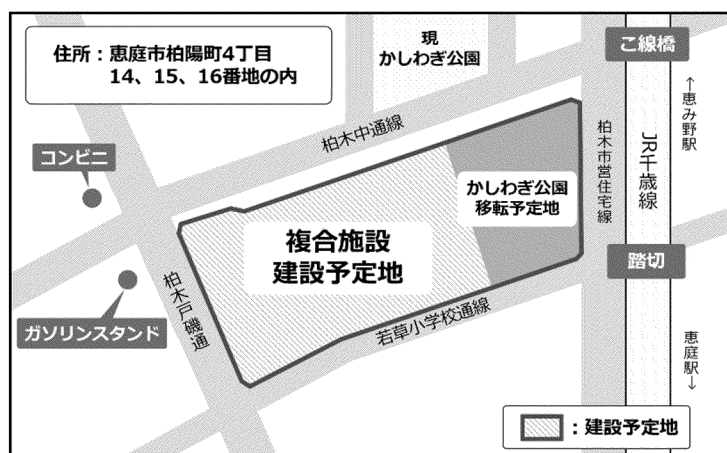 住所：恵庭市柏陽町4丁目
14、15、16番地の内
現
かしわぎ公園
こ線橋
↑恵み野駅
柏木中通線
柏木市営住宅線
JR千歳線
コンビニ
かしわぎ公園
移転予定地
複合施設
建設予定地
踏切
柏木戸磯通
ガソリンスタンド
若草小学校通線
恵庭駅↓
：建設予定地